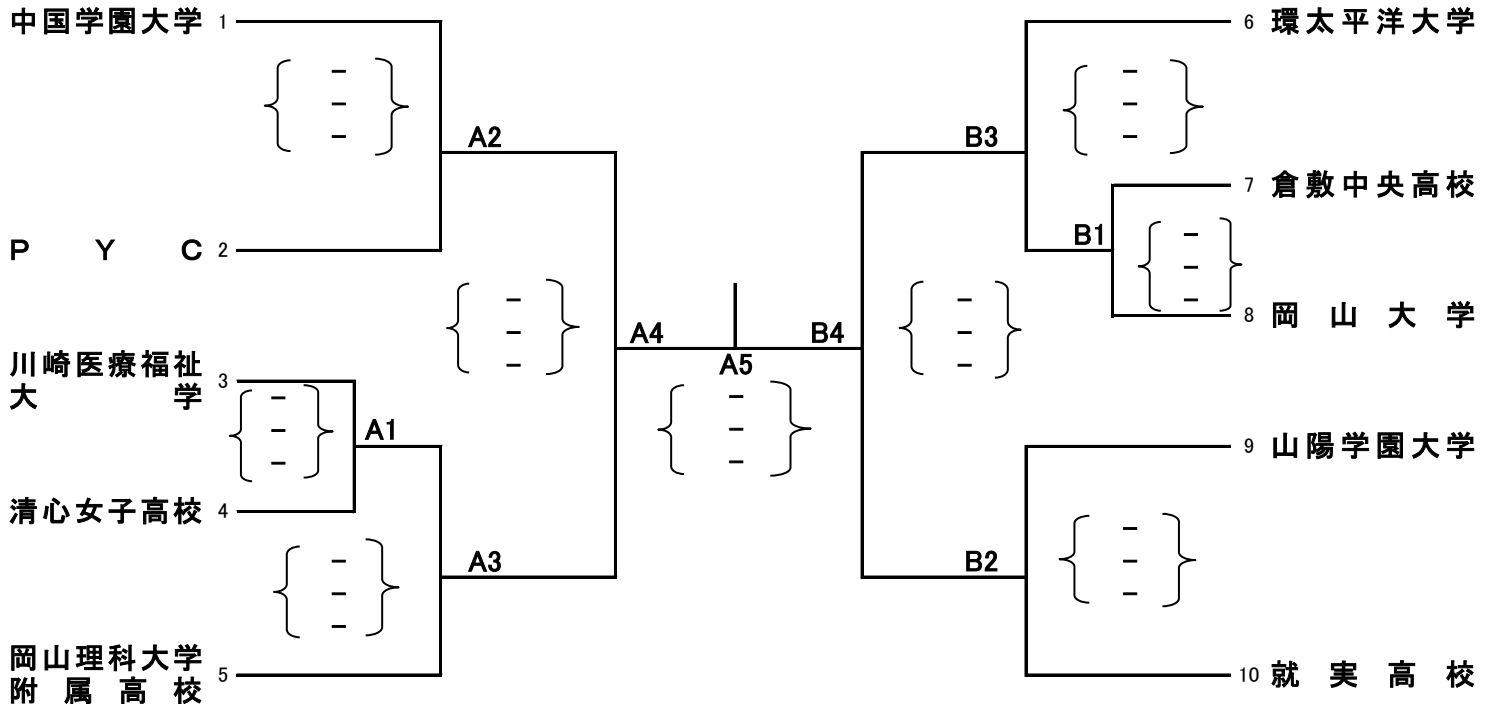 中国学園大学 1
6 環太平洋大学
-
-
-
-
-
-
A2
B3
7 倉敷中央高校
P Y C 2
B1
-
-
-
8 岡山大学
-
-
-
-
-
-
A4
B4
A5
川崎医療福祉
大学 3
-
-
-
-
-
-
A1
9 山陽学園大学
清心女子高校 4
-
-
-
-
-
-
A3
B2
岡山理科大学
附属高校 5
10 就実高校